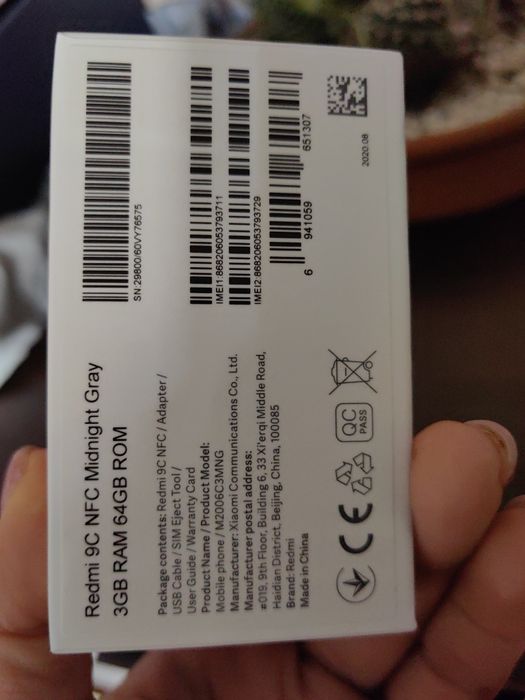 Redmi 9C NFC Midnight Gray
3GB RAM 64GB ROM
Package contents: Redmi 9C NFC / Adapter /
USB Cable / SIM Eject Tool /
User Guide / Warranty Card
Product Name / Product Model:
Mobile phone / M2006C3MNG
Manufacturer: Xiaomi Communications Co., Ltd.
Manufacturer postal address:
#019, 9th Floor, Building 6, 33 Xi'erqi Middle Road,
Haidian District, Beijing, China, 100085
Brand: Redmi
Made in China
CE
QC
PASS
SN:29800/60VY76575
IMEI1:868206053793711
IMEI2:868206053793729
6 941059 651307
2020.08